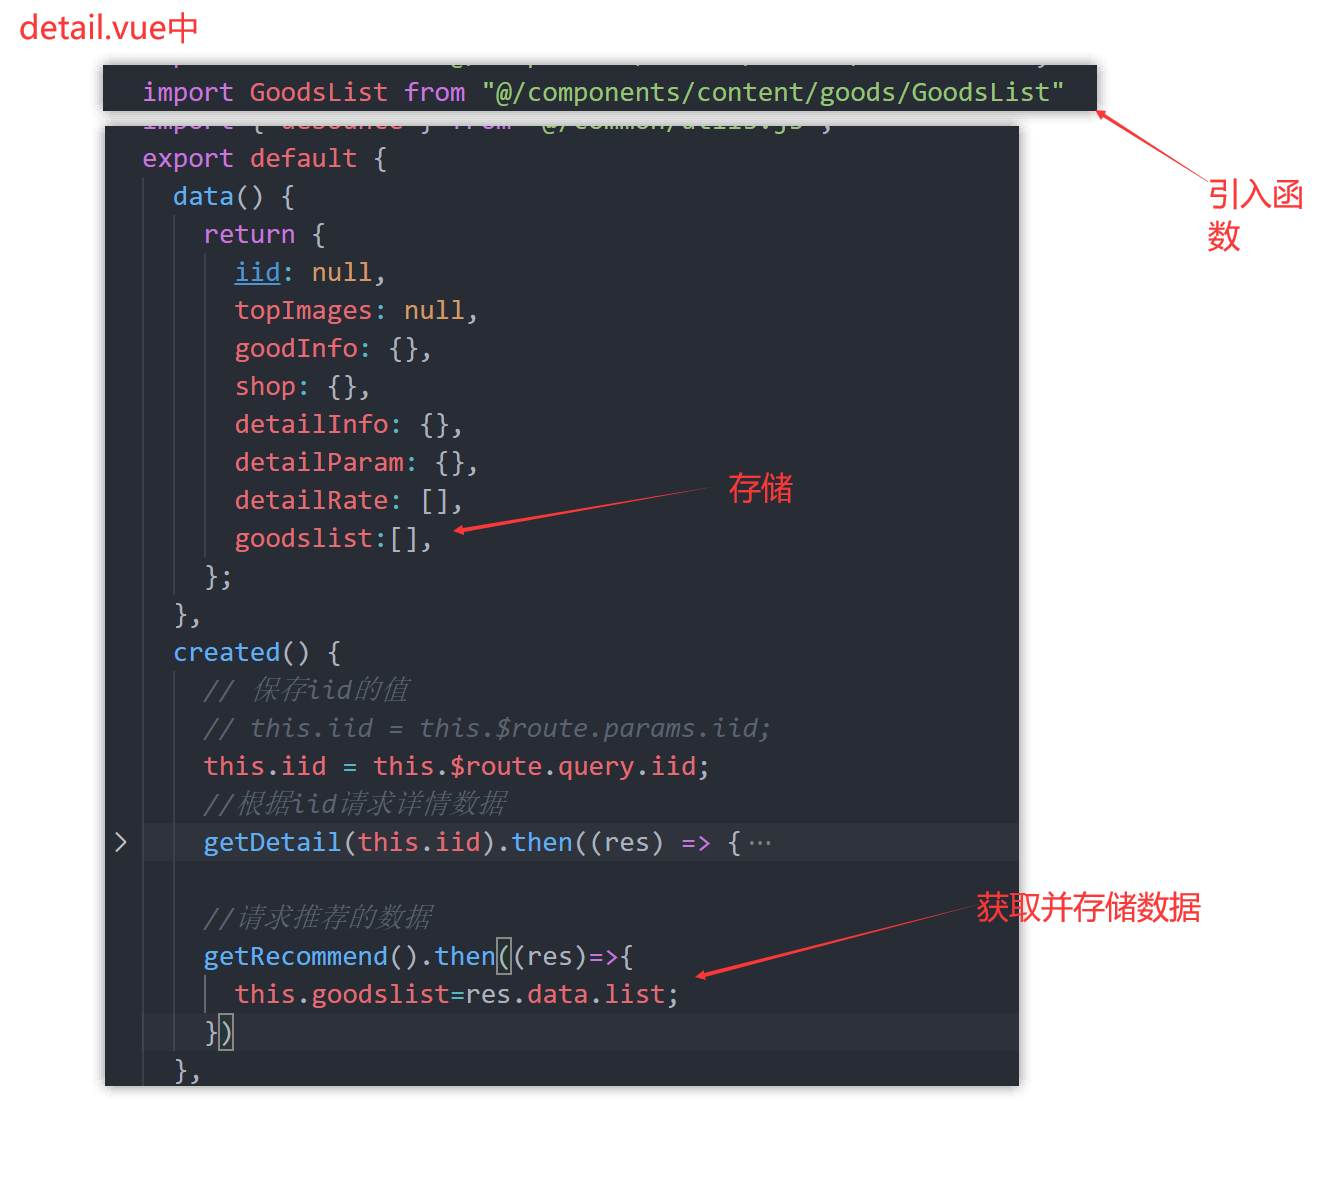 detail.vue中
import GoodsList from "@/components/content/goods/GoodsList"
引入函
数
export default {
data() {
return {
iid: null,
topImages: null,
goodInfo: {},
shop: {},
detailInfo: {},
detailParam: {},
detailRate: [],
存储
goodslist:[],
};
},
created() {
// 保存iid的值
// this.iid = this.$route.params.iid;
this.iid = this.$route.query.iid;
//根据iid请求详情数据
getDetail(this.iid).then((res) => {⋯
//请求推荐的数据
获取并存储数据
getRecommend().then((res)=>{
this.goodslist=res.data.list;
})
},